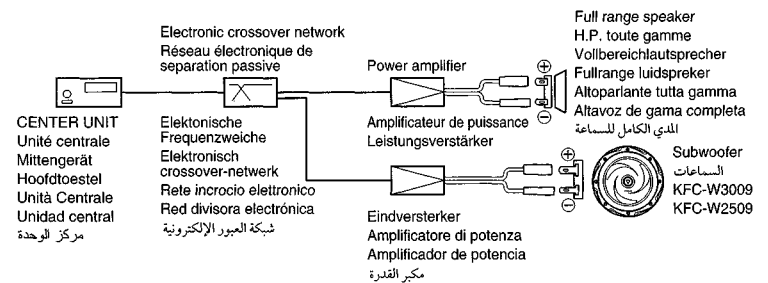 Electronic crossover network
Réseau électronique de
separation passive
CENTER UNIT
Unité centrale
Mittengerät
Hoofdtoestel
Unità Centrale
Unidad central
مركز الوحدة
Elektonische
Frequenzweiche
Elektronisch
crossover-netwerk
Rete incrocio elettronico
Red divisora electrónica
شبكة العبور الإلكترونية
Power amplifier
Amplificateur de puissance
Leistungsverstärker
Eindversterker
Amplificatore di potenza
Amplificador de potencia
مكبر القدرة
Full range speaker
H.P. toute gamme
Vollbereichlautsprecher
Fullrange luidspreker
Altoparlante tutta gamma
Altavoz de gama completa
المدي الكامل للسماعة
Subwoofer
السماعات
KFC-W3009
KFC-W2509